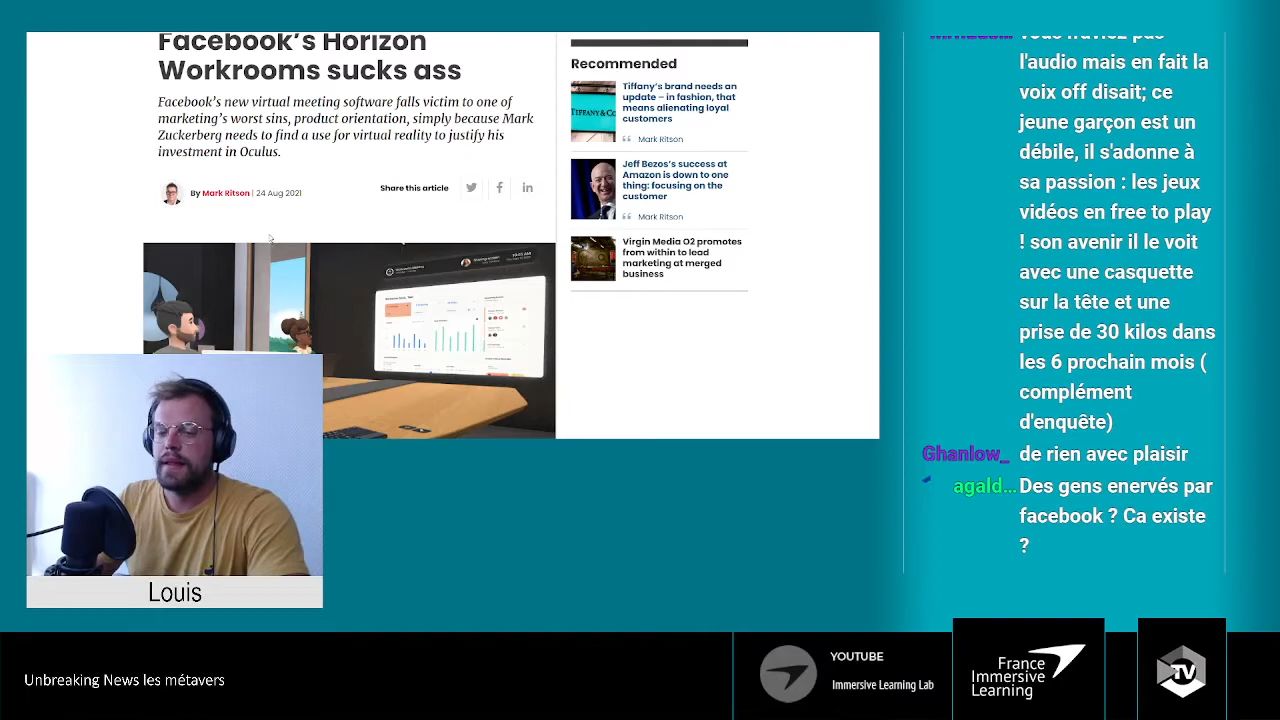 Facebook's Horizon
Workrooms sucks ass
Facebook's new virtual meeting software falls victim to one of
marketing's worst sins, product orientation, simply because Mark
Zuckerberg needs to find a use for virtual reality to justify his
investment in Oculus.
By Mark Ritson | 24 Aug 2021
Share this article
Recommended
Tiffany's brand needs an
update – in fashion, that
means alienating loyal
customers
Mark Ritson
TIFFANY & CO
Jeff Bezos's success at
Amazon is down to one
thing: focusing on the
customer
Mark Ritson
Virgin Media O2 promotes
from within to lead
marketing at merged
business
l'audio mais en fait la
voix off disait; ce
jeune garçon est un
débile, il s'adonne à
sa passion : les jeux
vidéos en free to play
! son avenir il le voit
avec une casquette
sur la tête et une
prise de 30 kilos dans
les 6 prochain mois (
complément
d'enquête)
Ghanlow_ de rien avec plaisir
agald... Des gens enervés par
facebook ? Ca existe
?
Louis
Unbreaking News les métavers
YOUTUBE
Immersive Learning Lab
France
Immersive
Learning
TV